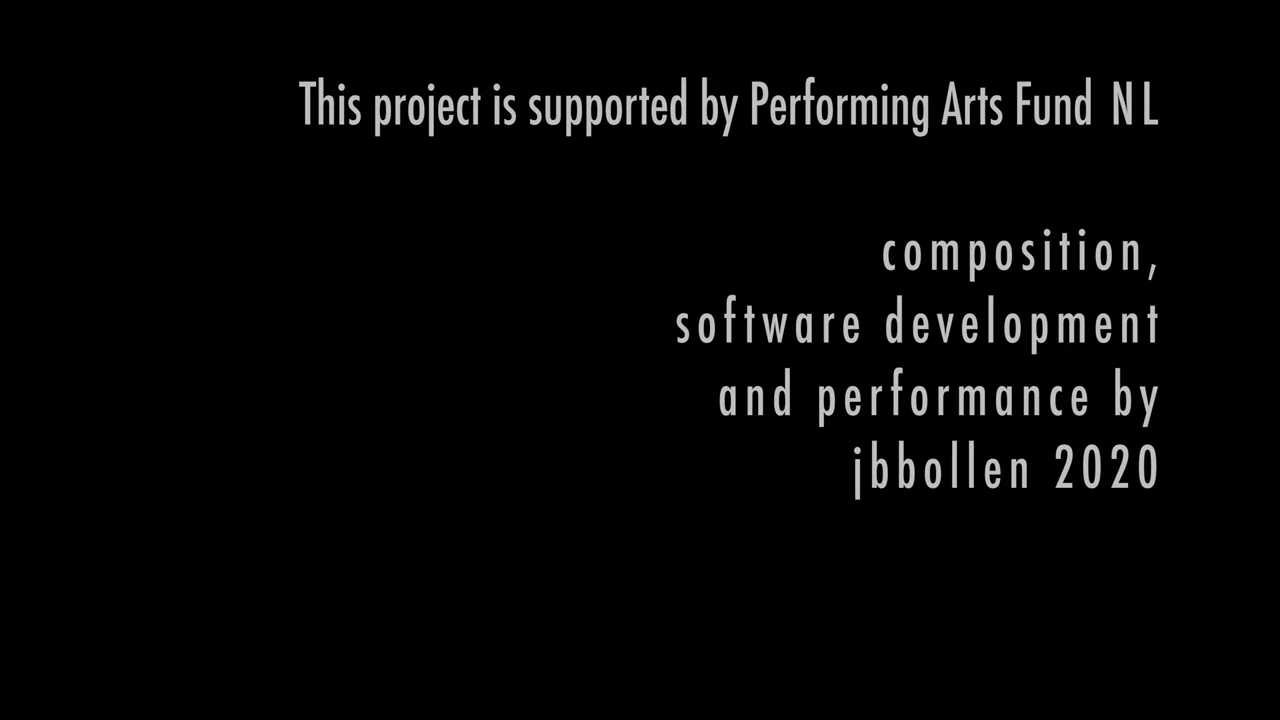 This project is supported by Performing Arts Fund NL
composition,
software development
and performance by
jbbollen 2020